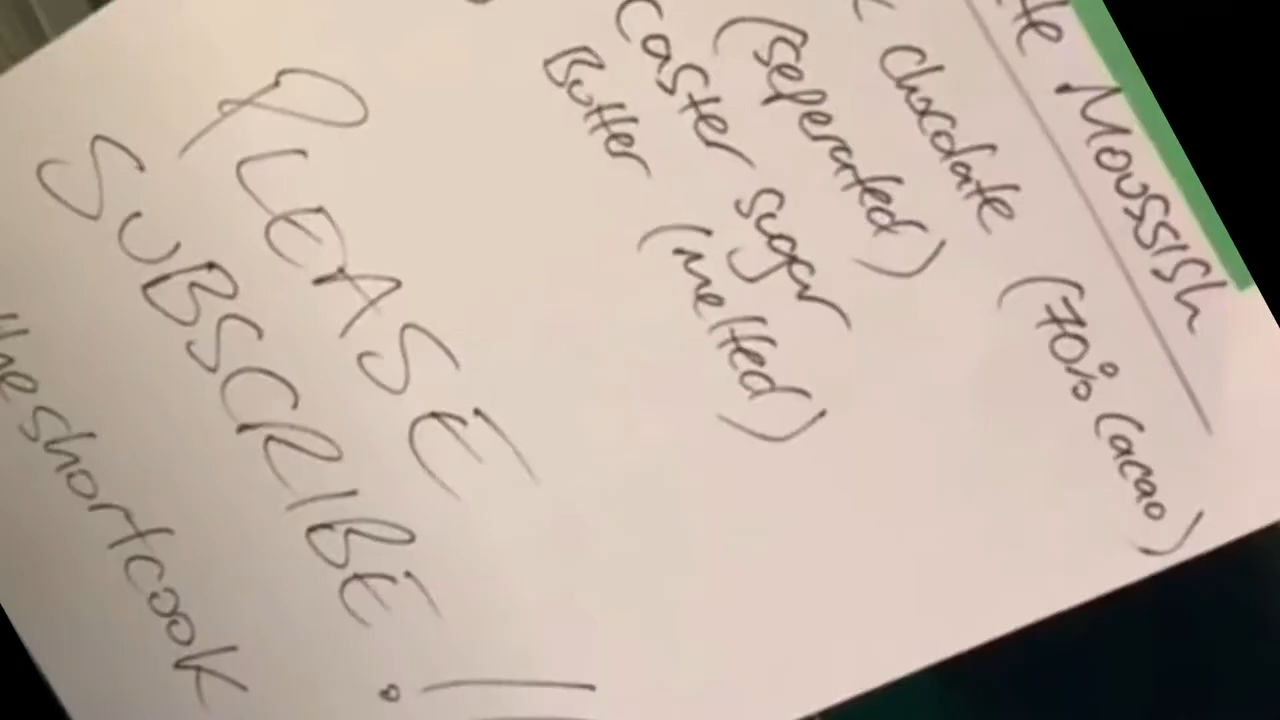 te Moussish
chocolate (70% Cacao)
(seperated)
Caster sugar
Butter (melted)
PLEASE
SUBSCRIBE!
theshortcook